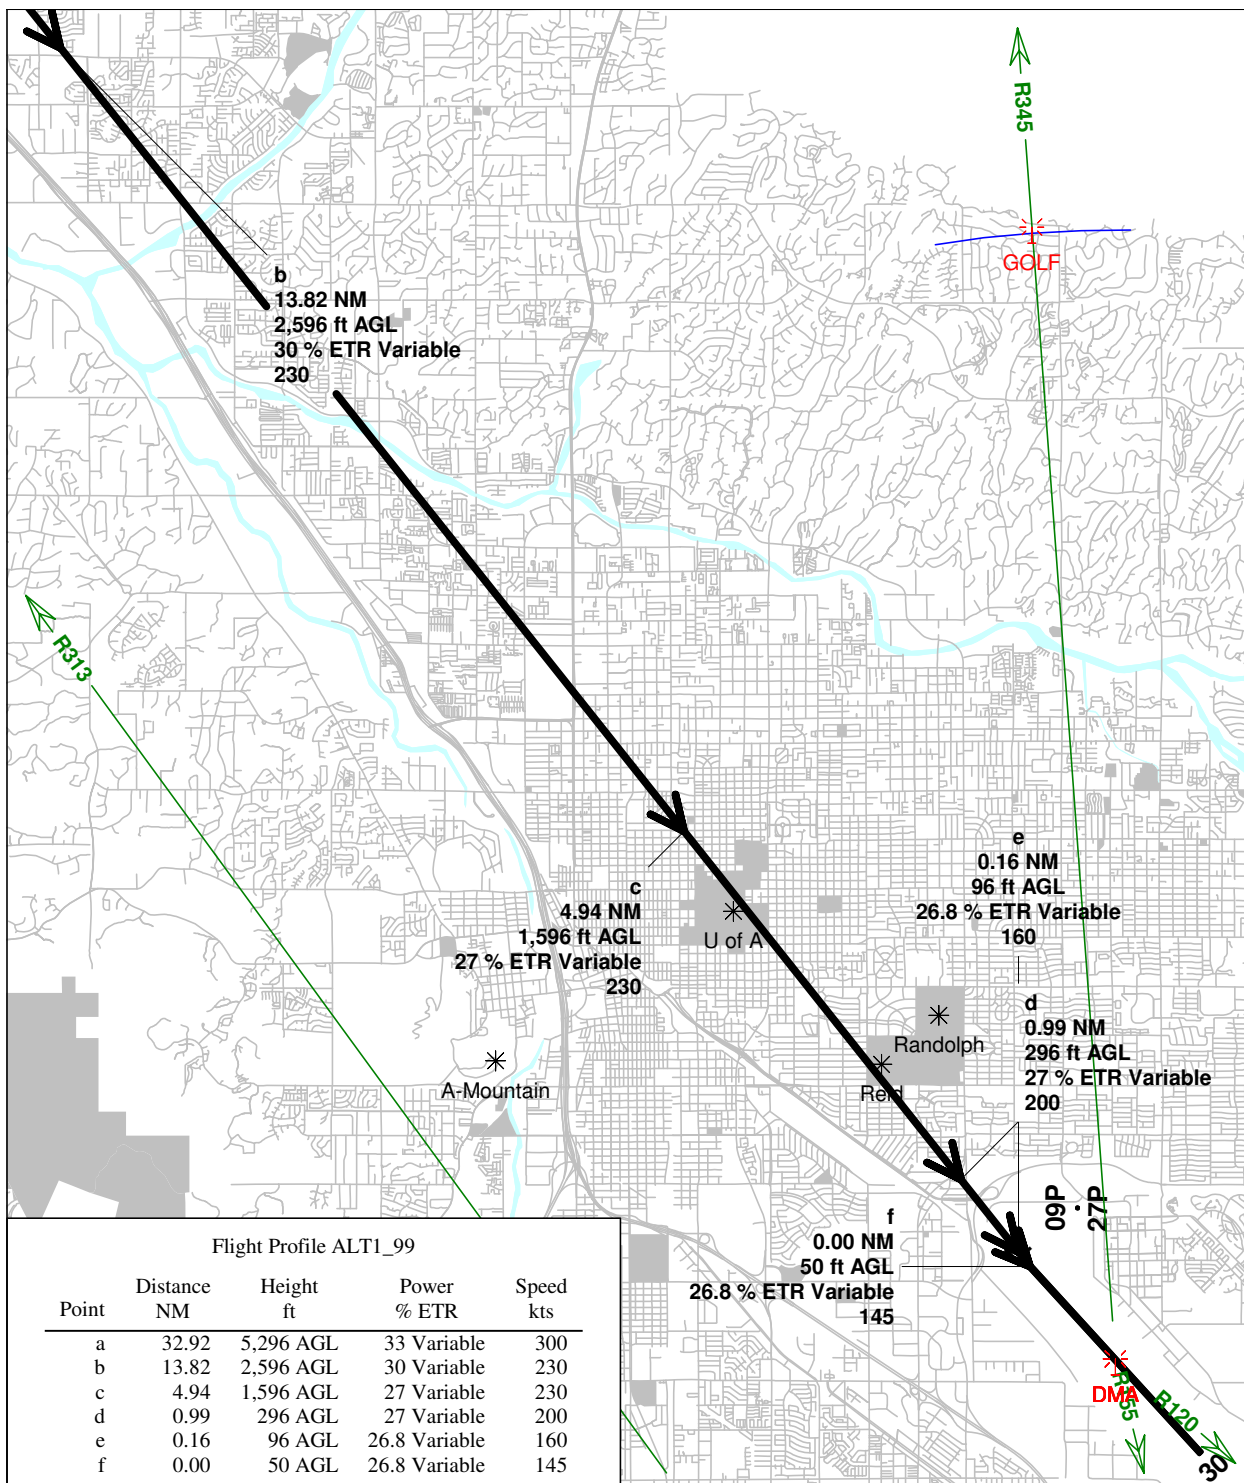 R345
GOLF
b
13.82 NM
2,596 ft AGL
30 % ETR Variable
230
R313
e
0.16 NM
96 ft AGL
26.8 % ETR Variable
160
c
4.94 NM
1,596 ft AGL
27 % ETR Variable
230
U of A
d
0.99 NM
296 ft AGL
27 % ETR Variable
200
Randolph
Reid
A-Mountain
09P
27P
f
0.00 NM
50 ft AGL
26.8 % ETR Variable
145
DMA
R155
R120
30
Flight Profile ALT1_99
Point Distance NM Height ft Power % ETR Speed kts
a 32.92 5,296 AGL 33 Variable 300
b 13.82 2,596 AGL 30 Variable 230
c 4.94 1,596 AGL 27 Variable 230
d 0.99 296 AGL 27 Variable 200
e 0.16 96 AGL 26.8 Variable 160
f 0.00 50 AGL 26.8 Variable 145